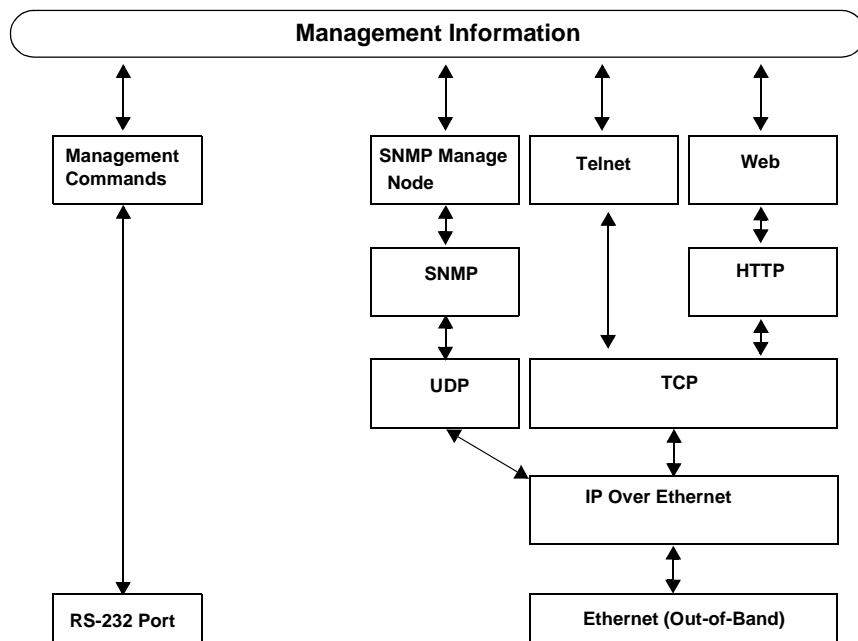 Management Information
Management
Commands
SNMP Manage
Node
Telnet
Web
SNMP
HTTP
UDP
TCP
IP Over Ethernet
RS-232 Port
Ethernet (Out-of-Band)